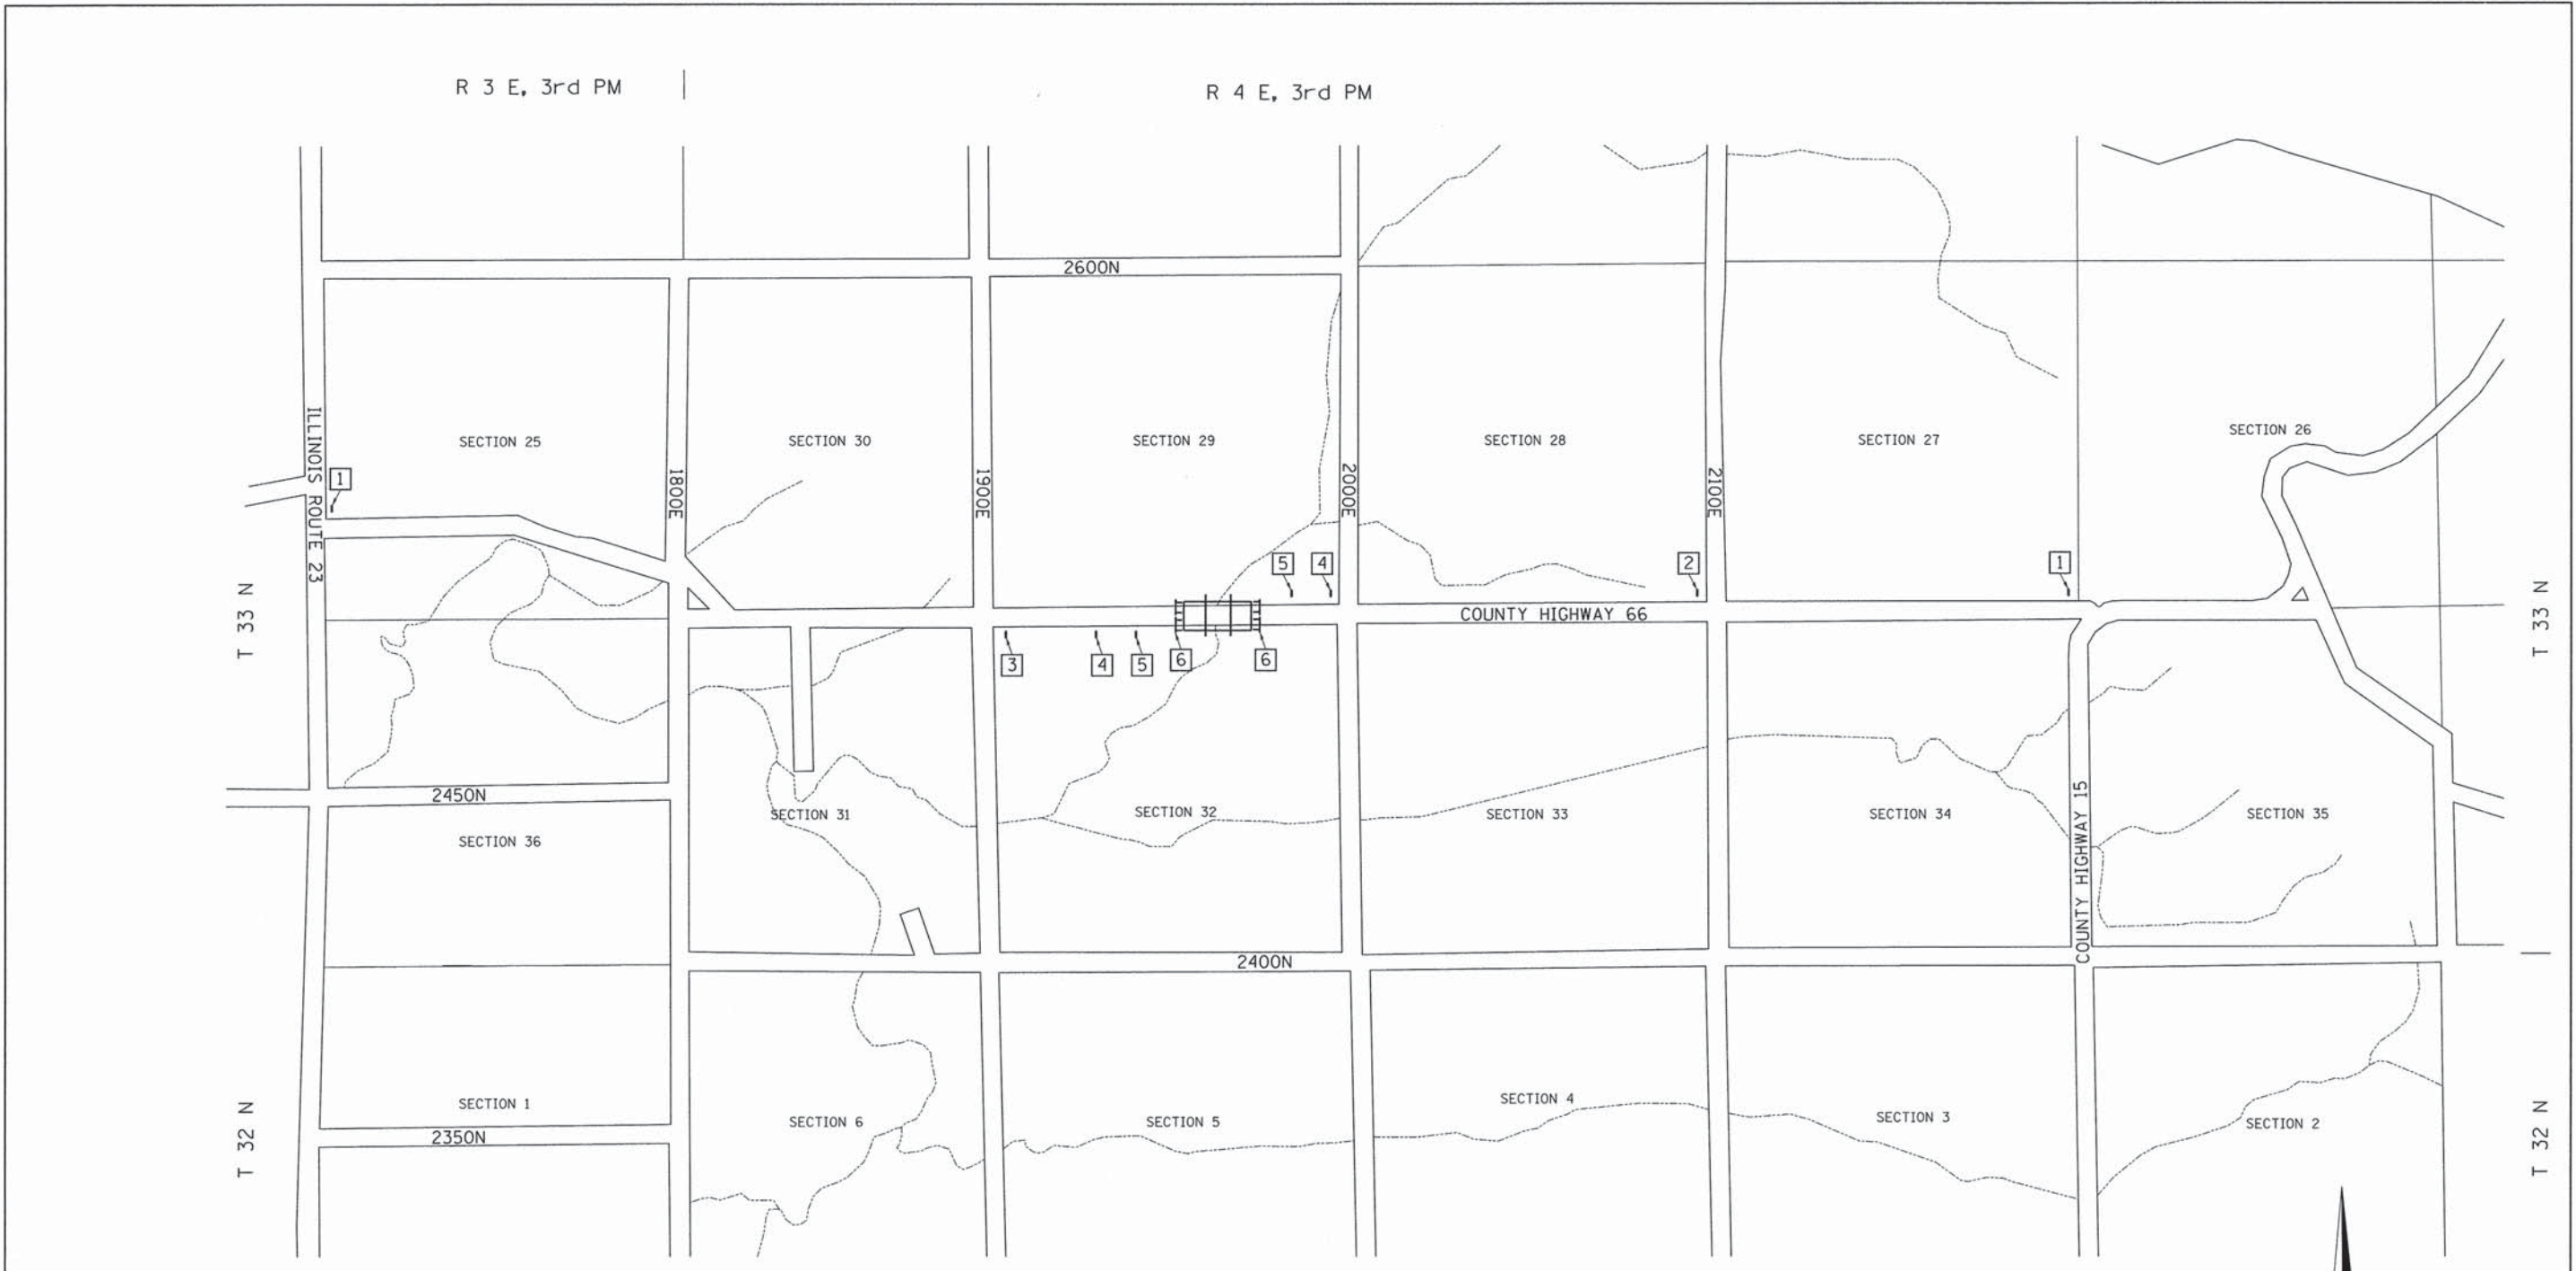 R 3 E, 3rd PM
R 4 E, 3rd PM
2600N
ILLINOIS ROUTE 23
1
SECTION 25
1800E
SECTION 30
1900E
SECTION 29
2000E
SECTION 28
2100E
SECTION 27
SECTION 26
5
4
2
1
T 33 N
COUNTY HIGHWAY 66
T 33 N
3
4
5
6
6
2450N
SECTION 36
SECTION 31
SECTION 32
SECTION 33
SECTION 34
COUNTY HIGHWAY 15
SECTION 35
2400N
T 32 N
SECTION 1
2350N
SECTION 6
SECTION 5
SECTION 4
SECTION 3
SECTION 2
T 32 N